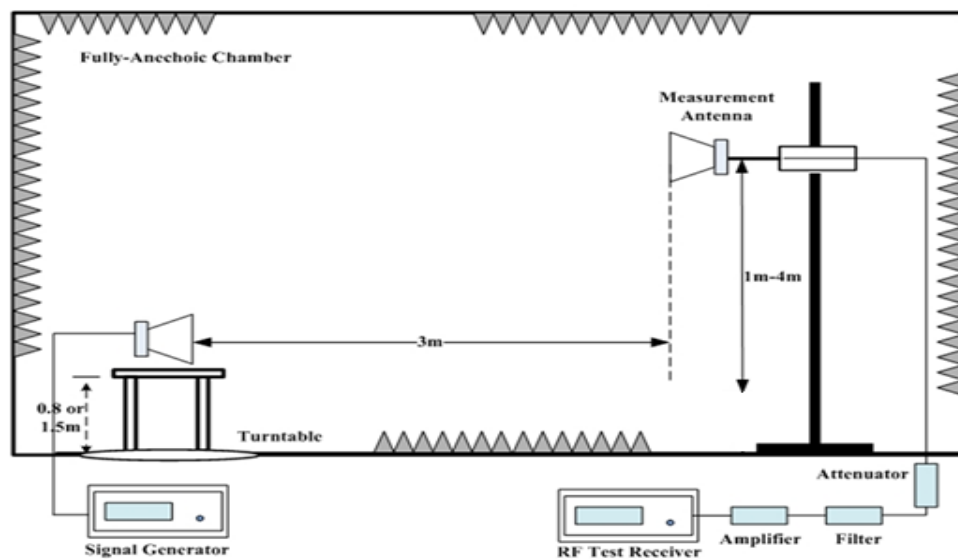 Fully-Anechoic Chamber
Measurement
Antenna
1m-4m
3m
0.8 or
1.5m
Turntable
Attenuator
Signal Generator
RF Test Receiver
Amplifier
Filter